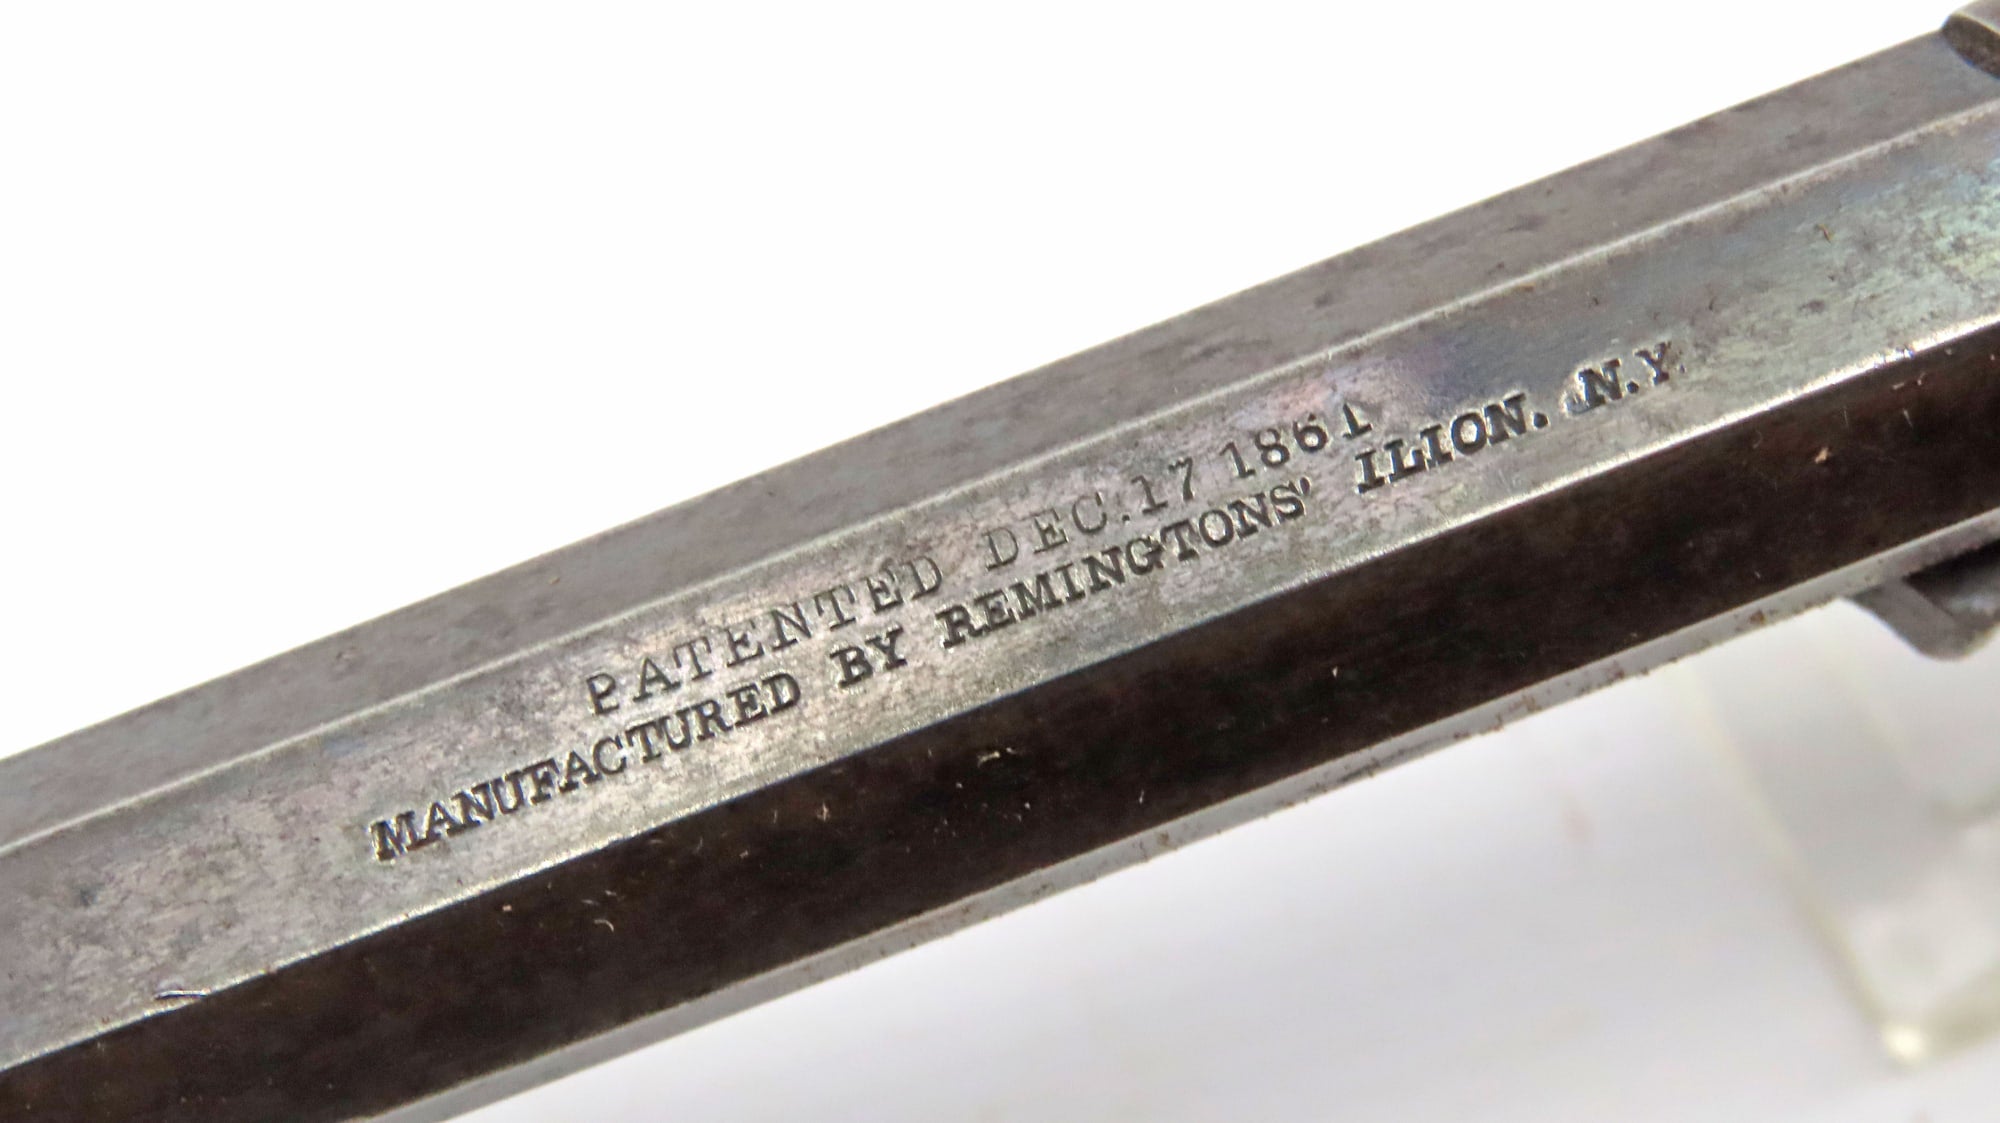 PATENTED DEC. 17 1861
MANUFACTURED BY REMINGTONS' ILION. N.Y.